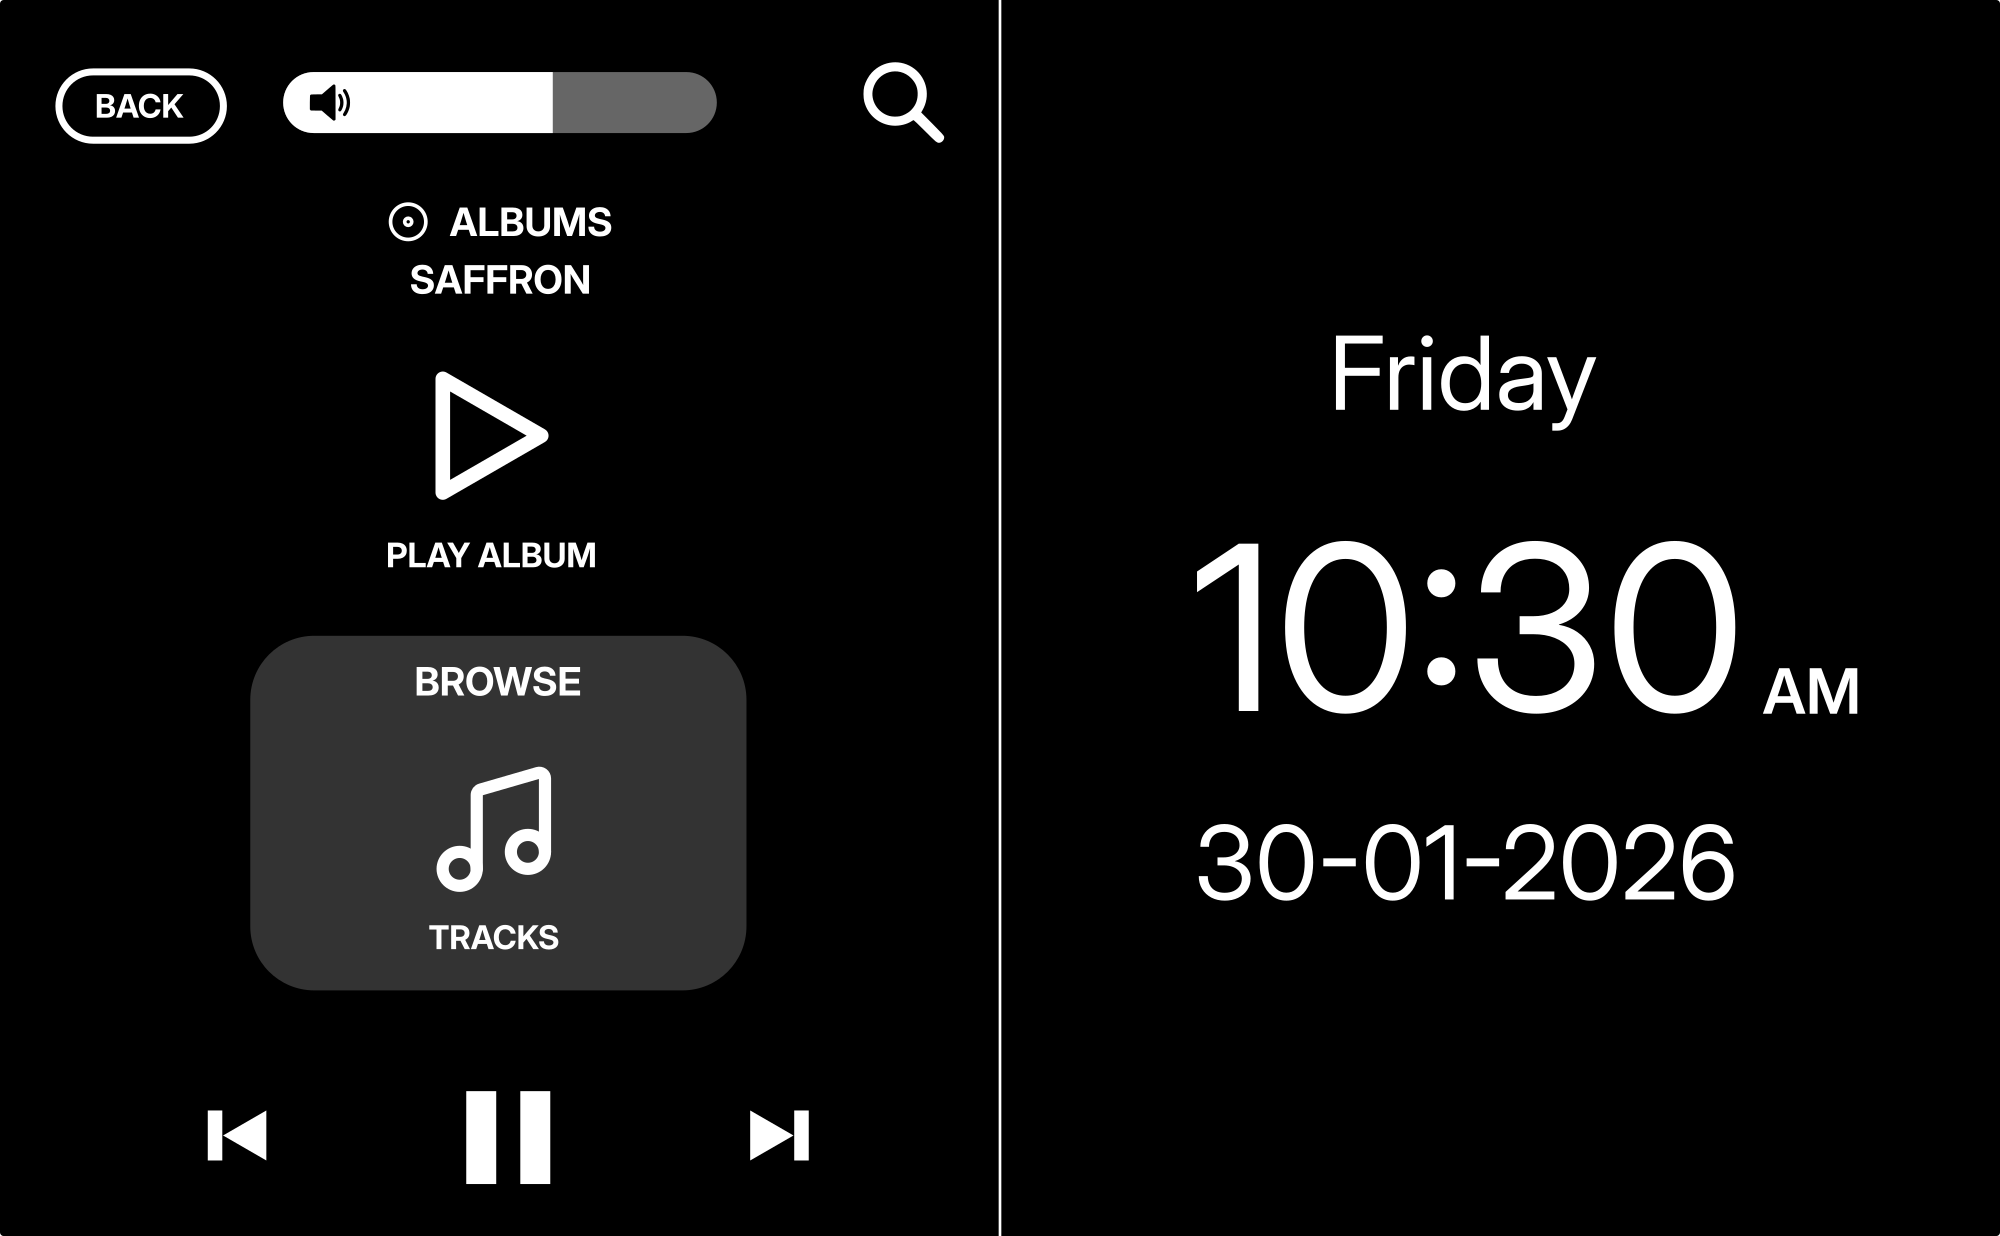 BACK
ALBUMS
SAFFRON
PLAY ALBUM
BROWSE
TRACKS
Friday
10:30 AM
30-01-2026